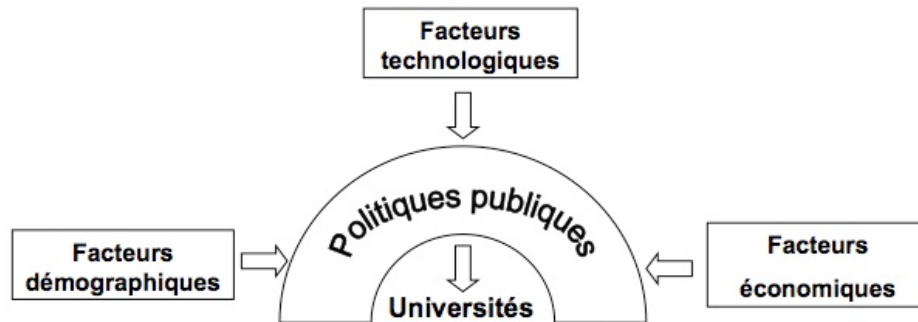 Facteurs
technologiques
Politiques publiques
Facteurs
démographiques
Universités
Facteurs
économiques